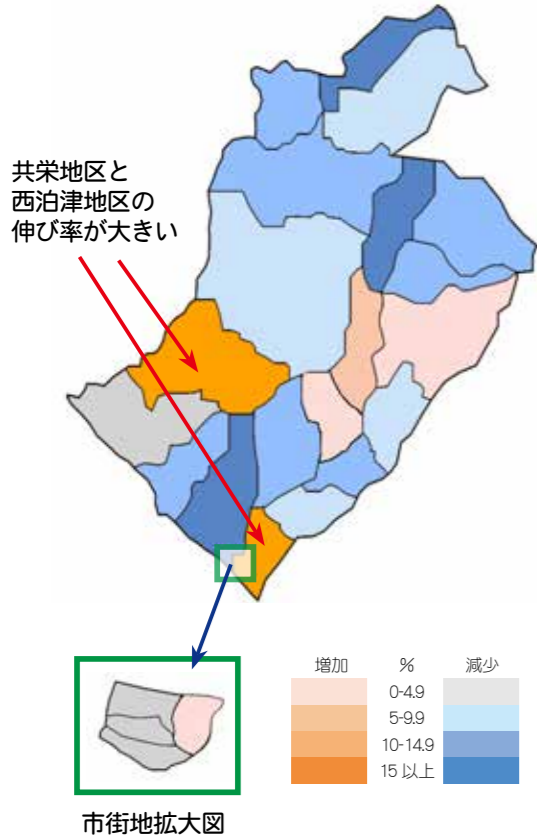 共栄地区と
西泊津地区の
伸び率が大きい
増加 % 減少
0-4.9
5-9.9
10-14.9
15 以上
市街地拡大図